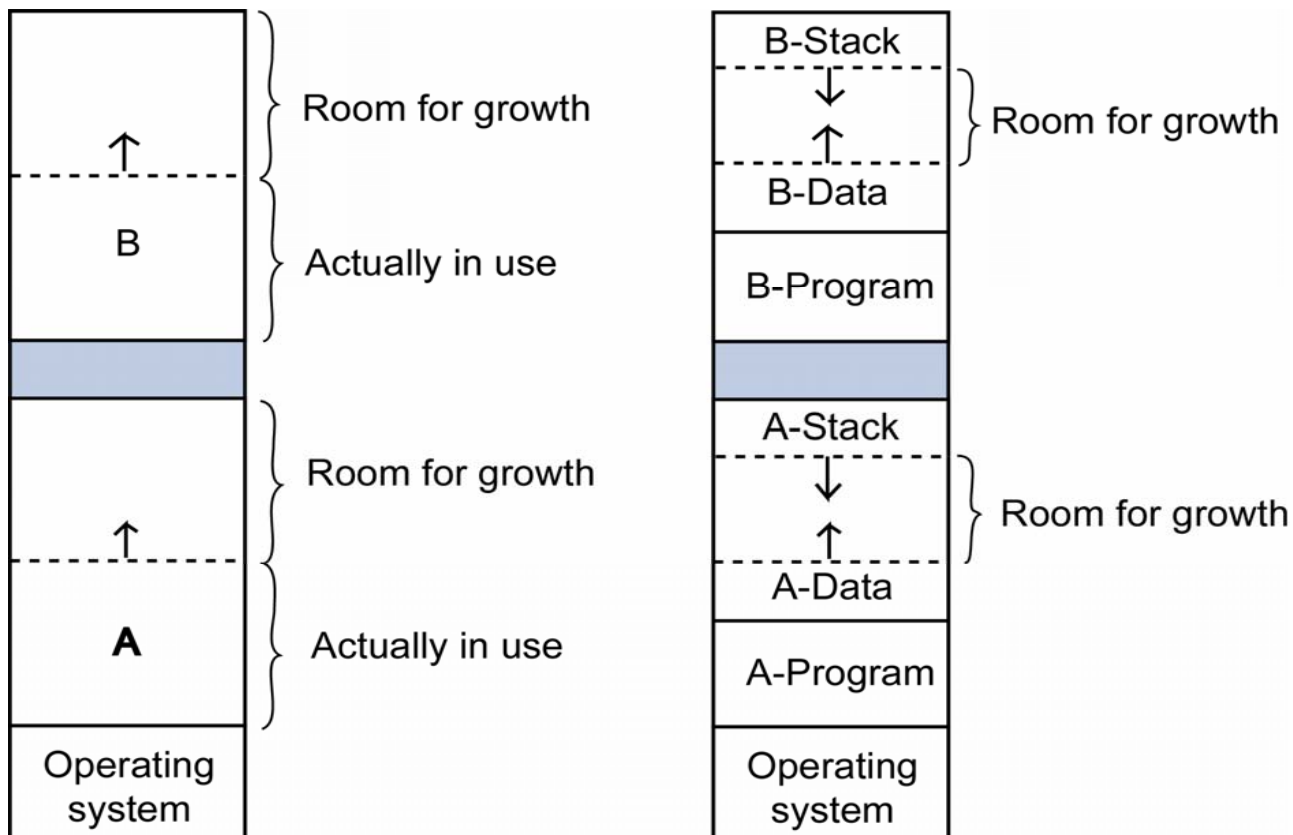 Room for growth
B
Actually in use
Room for growth
A
Actually in use
Operating
system
B-Stack
Room for growth
B-Data
B-Program
A-Stack
Room for growth
A-Data
A-Program
Operating
system